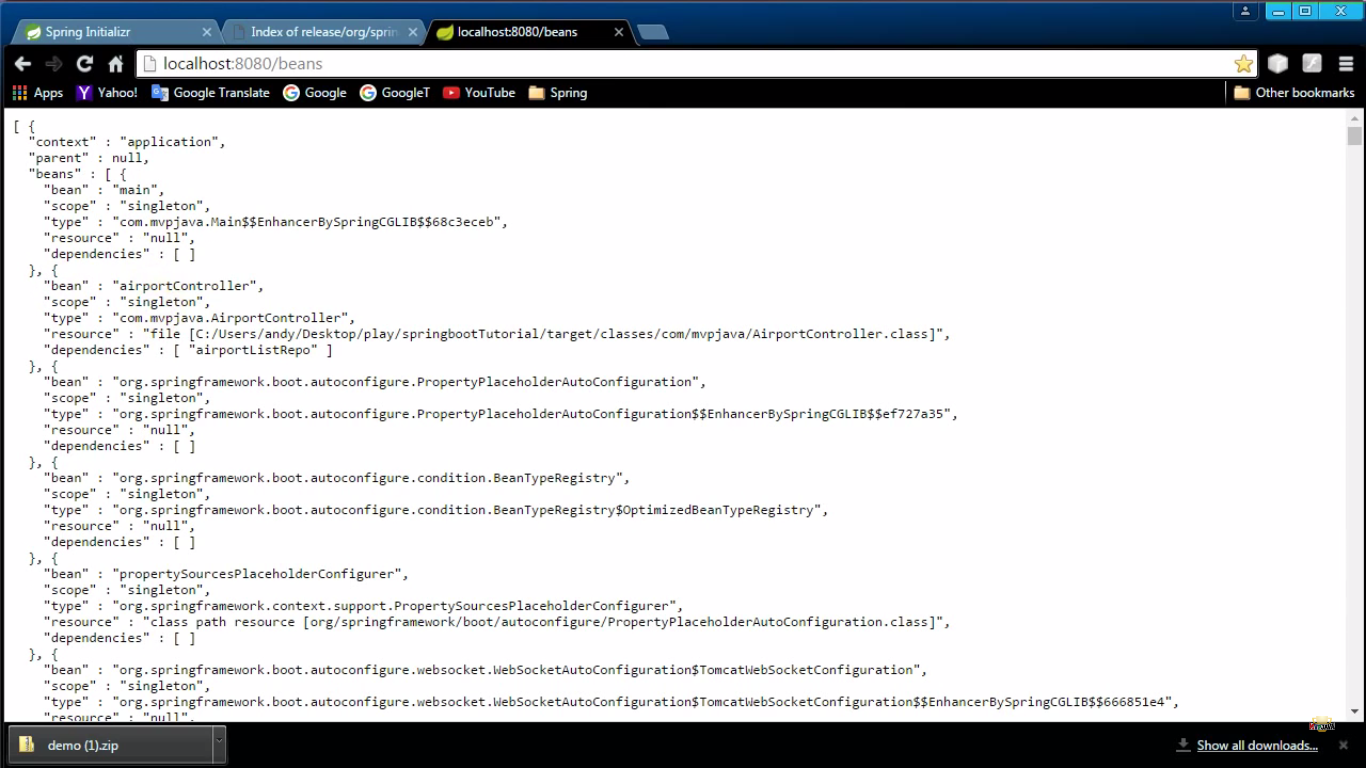 Spring Initializr
Index of release/org/sprin
localhost:8080/beans
localhost:8080/beans
Apps Yahoo! Google Translate Google GoogleT YouTube Spring Other bookmarks
[ {
"context" : "application",
"parent" : null,
"beans" : [ {
"bean" : "main",
"scope" : "singleton",
"type" : "com.mvpjava.Main$$EnhancerBySpringCGLIB$$68c3eceb",
"resource" : "null",
"dependencies" : [ ]
}, {
"bean" : "airportController",
"scope" : "singleton",
"type" : "com.mvpjava.AirportController",
"resource" : "file [C:/Users/andy/Desktop/play/springbootTutorial/target/classes/com/mvpjava/AirportController.class]",
"dependencies" : [ "airportListRepo" ]
}, {
"bean" : "org.springframework.boot.autoconfigure.PropertyPlaceholderAutoConfiguration",
"scope" : "singleton",
"type" : "org.springframework.boot.autoconfigure.PropertyPlaceholderAutoConfiguration$$EnhancerBySpringCGLIB$$ef727a35",
"resource" : "null",
"dependencies" : [ ]
}, {
"bean" : "org.springframework.boot.autoconfigure.condition.BeanTypeRegistry",
"scope" : "singleton",
"type" : "org.springframework.boot.autoconfigure.condition.BeanTypeRegistry$OptimizedBeanTypeRegistry",
"resource" : "null",
"dependencies" : [ ]
}, {
"bean" : "propertySourcesPlaceholderConfigurer",
"scope" : "singleton",
"type" : "org.springframework.context.support.PropertySourcesPlaceholderConfigurer",
"resource" : "class path resource [org/springframework/boot/autoconfigure/PropertyPlaceholderAutoConfiguration.class]",
"dependencies" : [ ]
}, {
"bean" : "org.springframework.boot.autoconfigure.websocket.WebSocketAutoConfiguration$TomcatWebSocketConfiguration",
"scope" : "singleton",
"type" : "org.springframework.boot.autoconfigure.websocket.WebSocketAutoConfiguration$TomcatWebSocketConfiguration$$EnhancerBySpringCGLIB$$666851e4",
"resource" : "null",
demo (1).zip
Show all downloads...